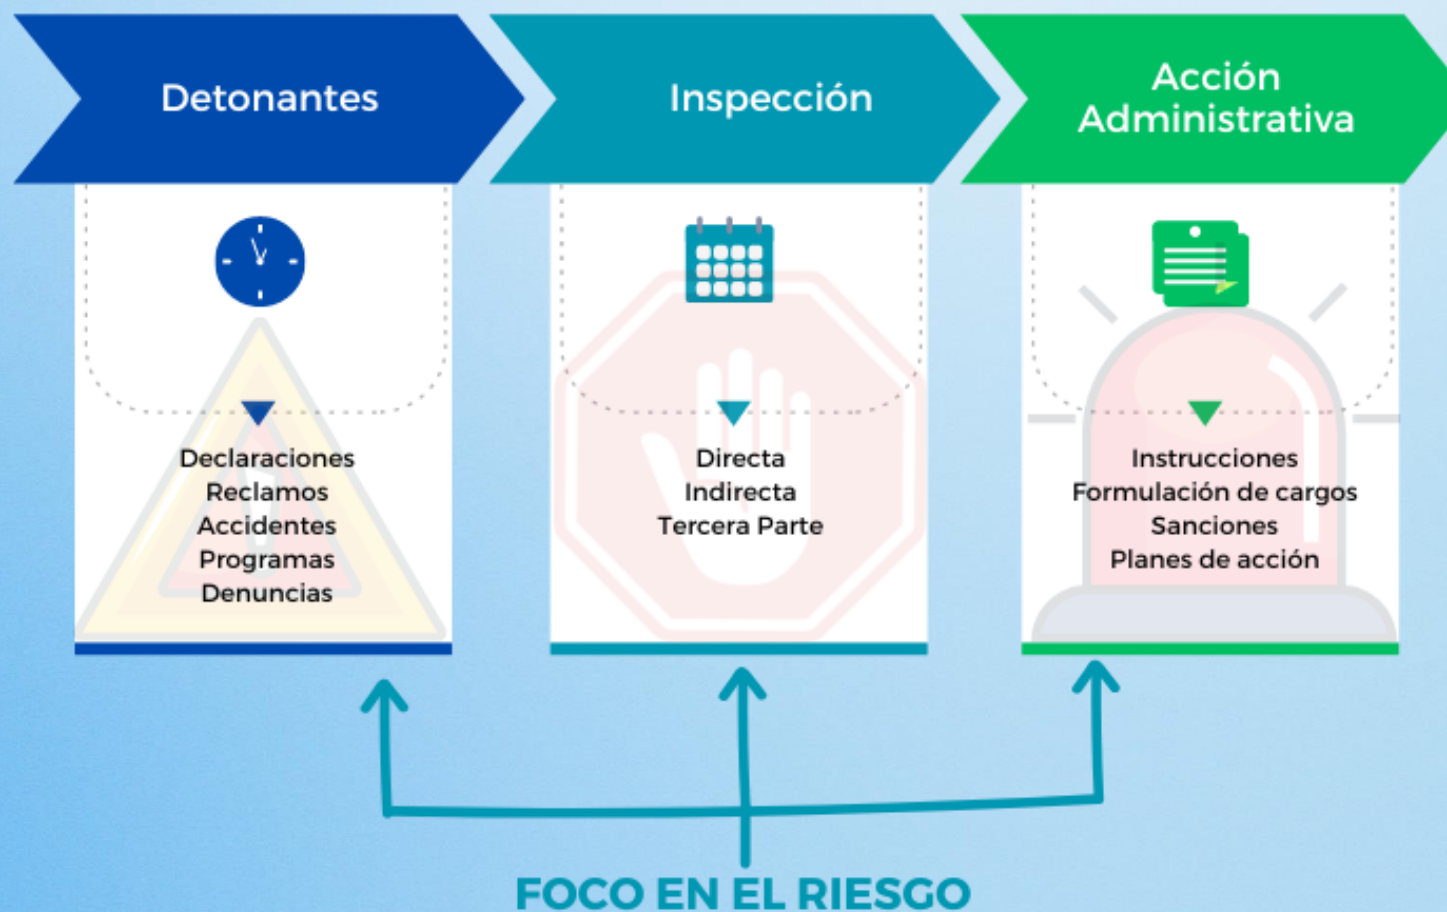 Detonantes
Inspección
Acción
Administrativa
Declaraciones
Reclamos
Accidentes
Programas
Denuncias
Directa
Indirecta
Tercera Parte
Instrucciones
Formulación de cargos
Sanciones
Planes de acción
FOCO EN EL RIESGO